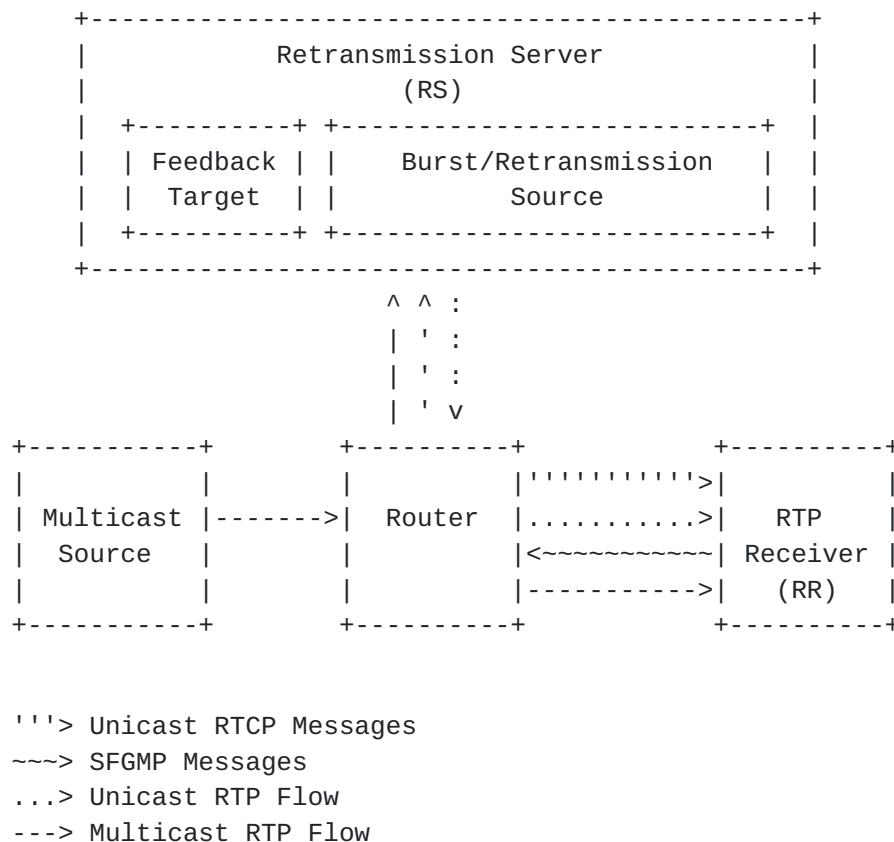 Retransmission Server
(RS)
Feedback Burst/Retransmission
Target Source
Multicast Router RTP
Source Receiver
(RR)
'''> Unicast RTCP Messages
~~~> SFGMP Messages
...> Unicast RTP Flow
---> Multicast RTP Flow